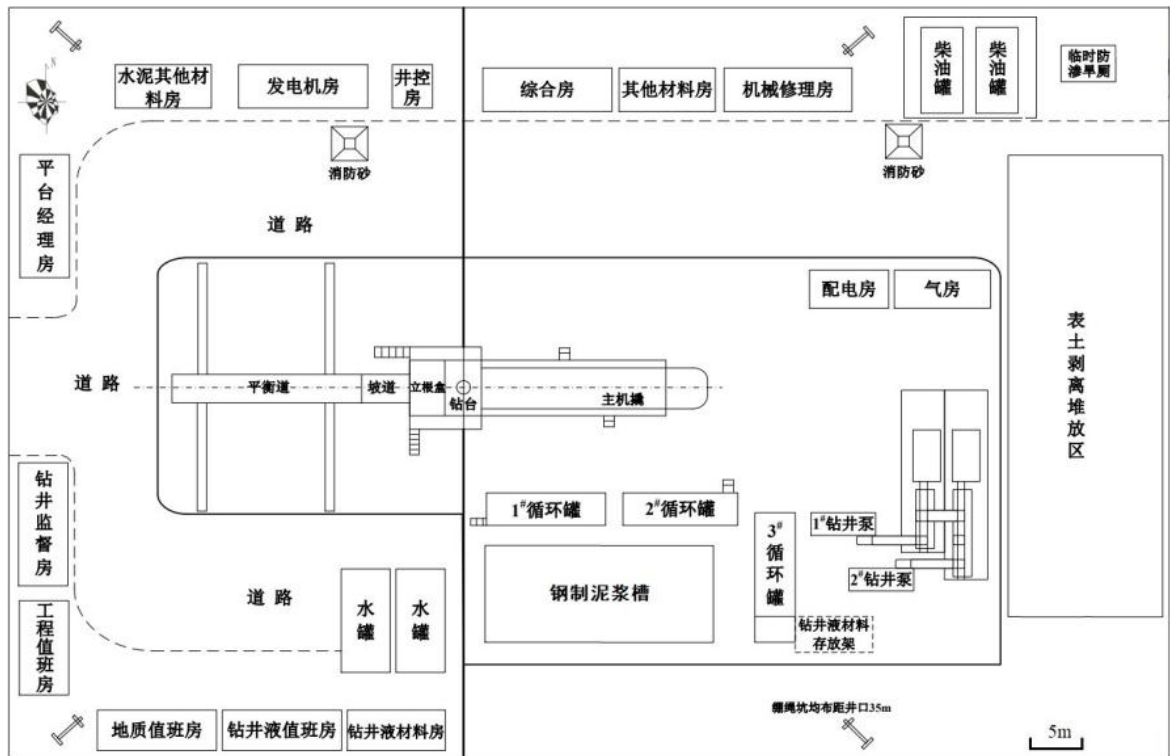 N
水泥其他材
料房
发电机房
井控
房
综合房
其他材料房
机械修理房
柴油罐
柴油罐
临时防
渗旱厕
消防砂
消防砂
平台经理房
道 路
配电房
气房
表土剥离堆放区
道 路
平衡道
坡道
立根盒
钻台
主机撬
钻井监督房
1#循环罐
2#循环罐
3#循环罐
1#钻井泵
2#钻井泵
钢制泥浆槽
道 路
水罐
水罐
工程值班房
钻井液材料
存放架
地质值班房
钻井液值班房
钻井液材料房
绷绳坑均布距井口35m
5m